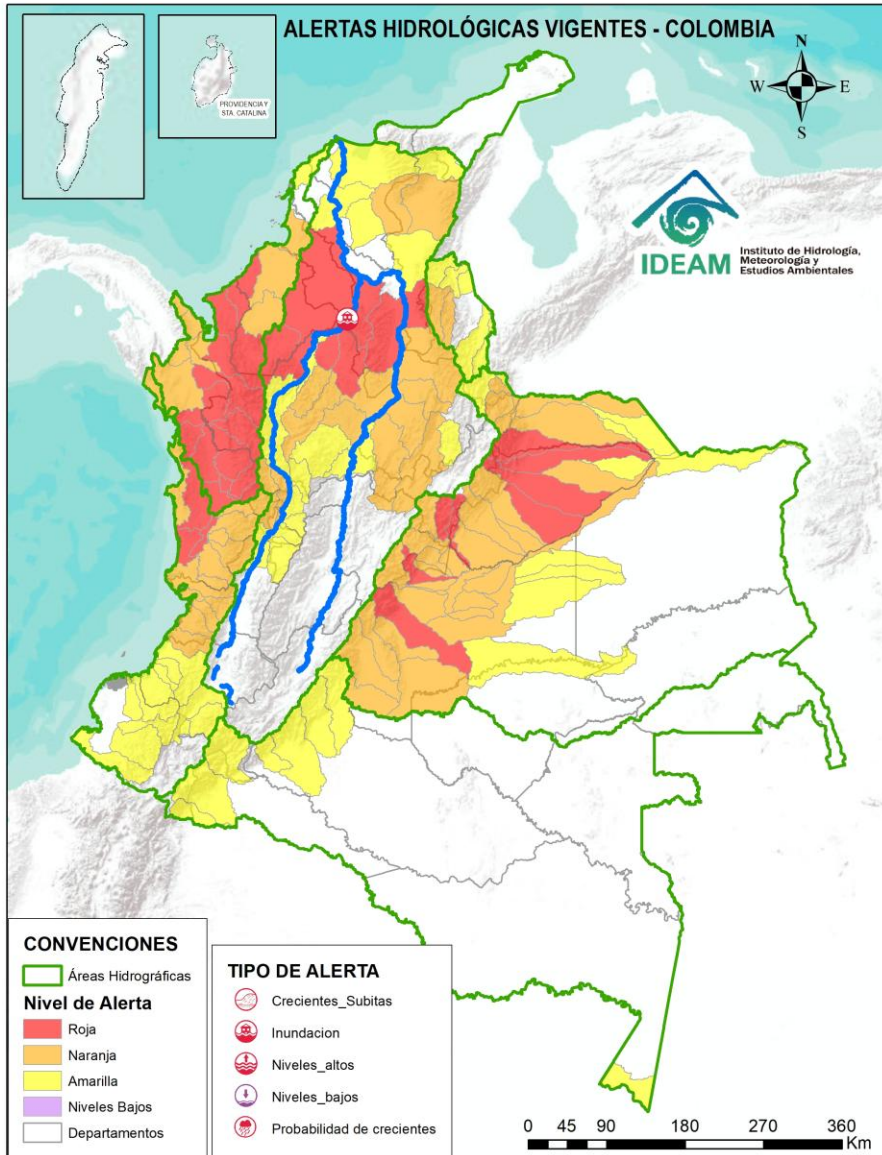 ALERTAS HIDROLÓGICAS VIGENTES - COLOMBIA
PROVIDENCIA Y
STA. CATALINA
N
W
E
S
IDEAM
Instituto de Hidrología,
Meteorología y
Estudios Ambientales
CONVENCIONES
Áreas Hidrográficas
Nivel de Alerta
Roja
Naranja
Amarilla
Niveles Bajos
Departamentos
TIPO DE ALERTA
Crecientes_Subitas
Inundacion
Niveles_altos
Niveles_bajos
Probabilidad de crecientes
0 45 90 180 270 360
Km